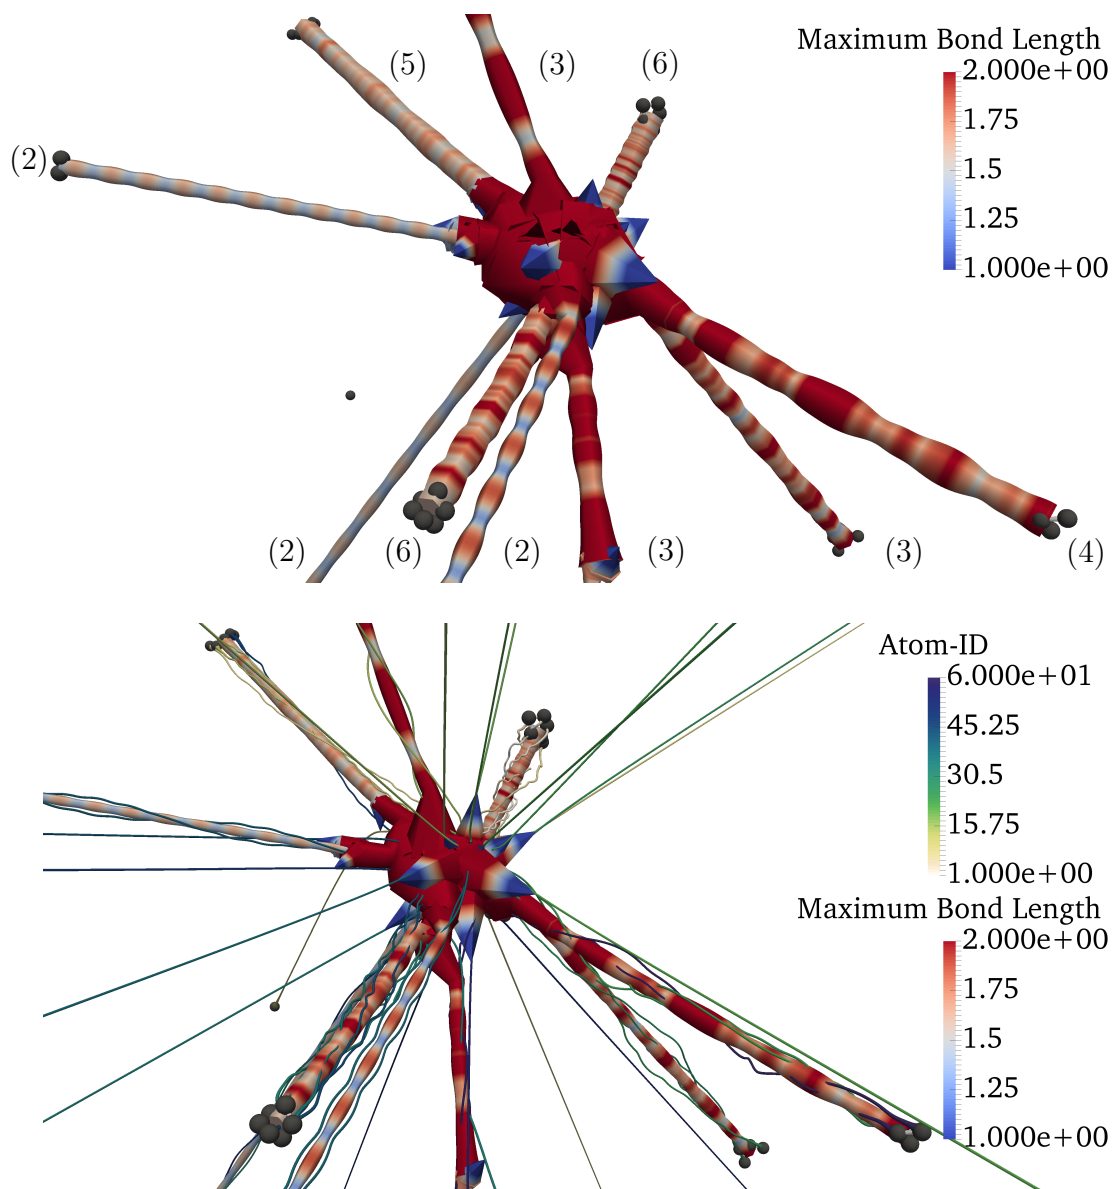 Maximum Bond Length
2.000e+00
(5)
(3)
(6)
1.75
(2)
1.5
1.25
1.000e+00
(2)
(6)
(2)
(3)
(3)
(4)
Atom-ID
6.000e+01
45.25
30.5
15.75
1.000e+00
Maximum Bond Length
2.000e+00
1.75
1.5
1.25
1.000e+00